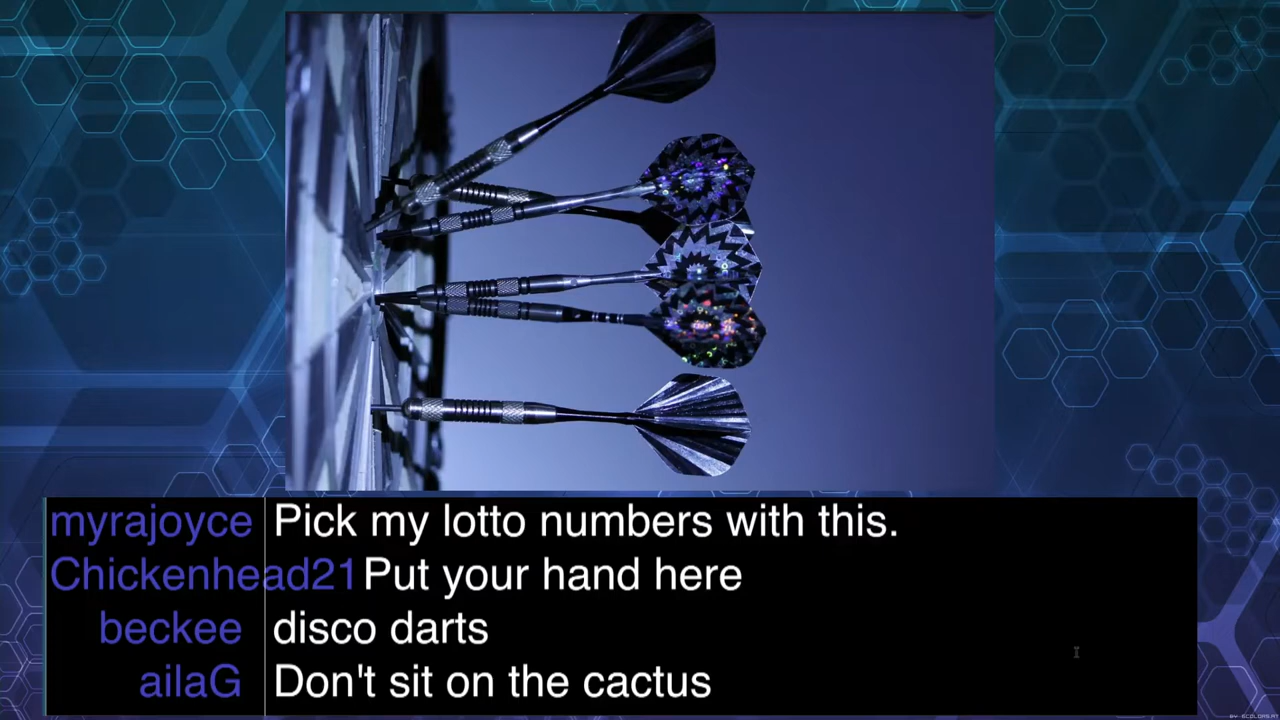 myrajoyce Pick my lotto numbers with this.
Chickenhead21 Put your hand here
beckee disco darts
ailaG Don't sit on the cactus